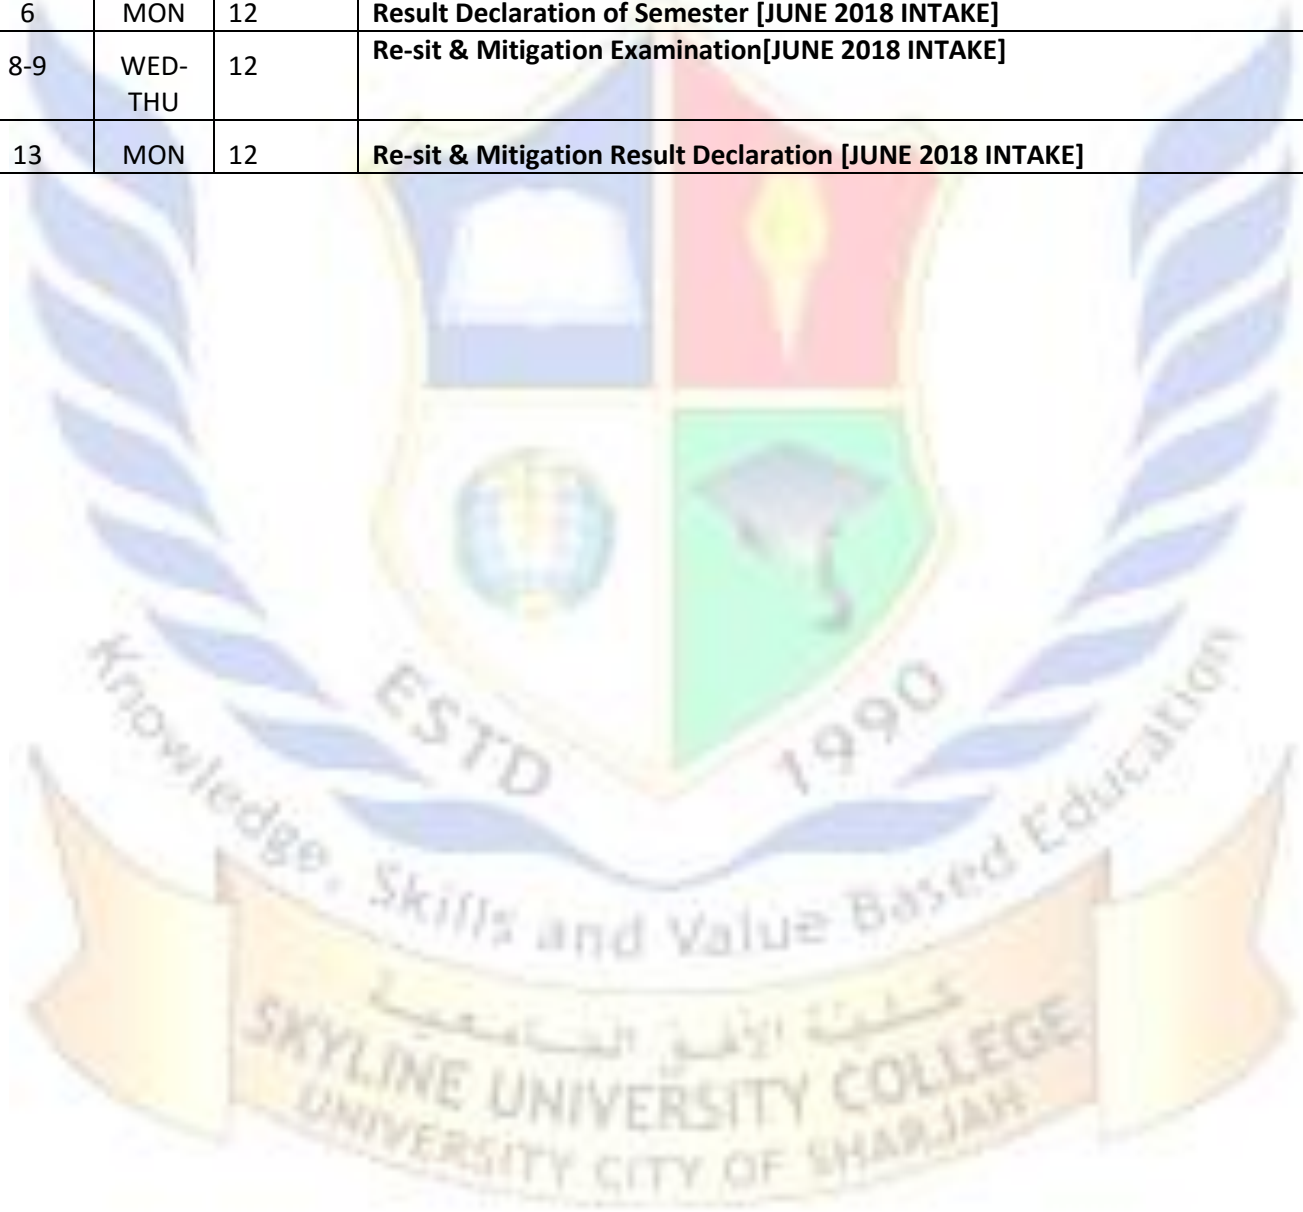 6 MON 12 Result Declaration of Semester [JUNE 2018 INTAKE]
8-9 WED- 12 Re-sit & Mitigation Examination[JUNE 2018 INTAKE]
THU
13 MON 12 Re-sit & Mitigation Result Declaration [JUNE 2018 INTAKE]
ESTD 1990
Knowledge, Skills and Value Based Education
كليّة الأفق الجامعية
SKYLINE UNIVERSITY COLLEGE
UNIVERSITY CITY OF SHARJAH